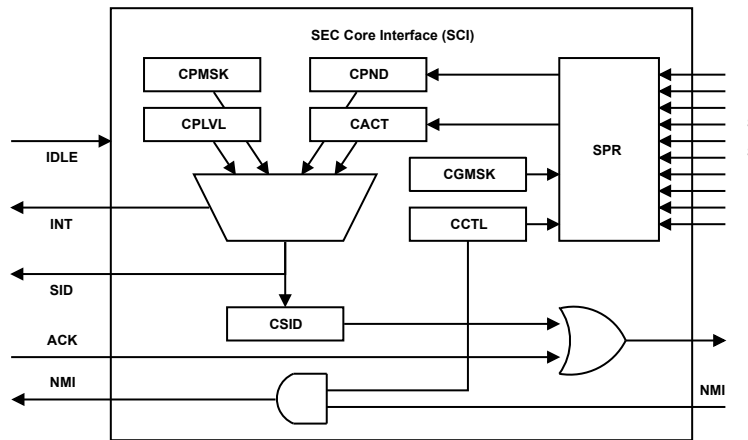 SEC Core Interface (SCI)
CPMSK
CPND
CPLVL
CACT
SPR
IDLE
CGMSK
INT
CCTL
SID
CSID
ACK
NMI
NMI